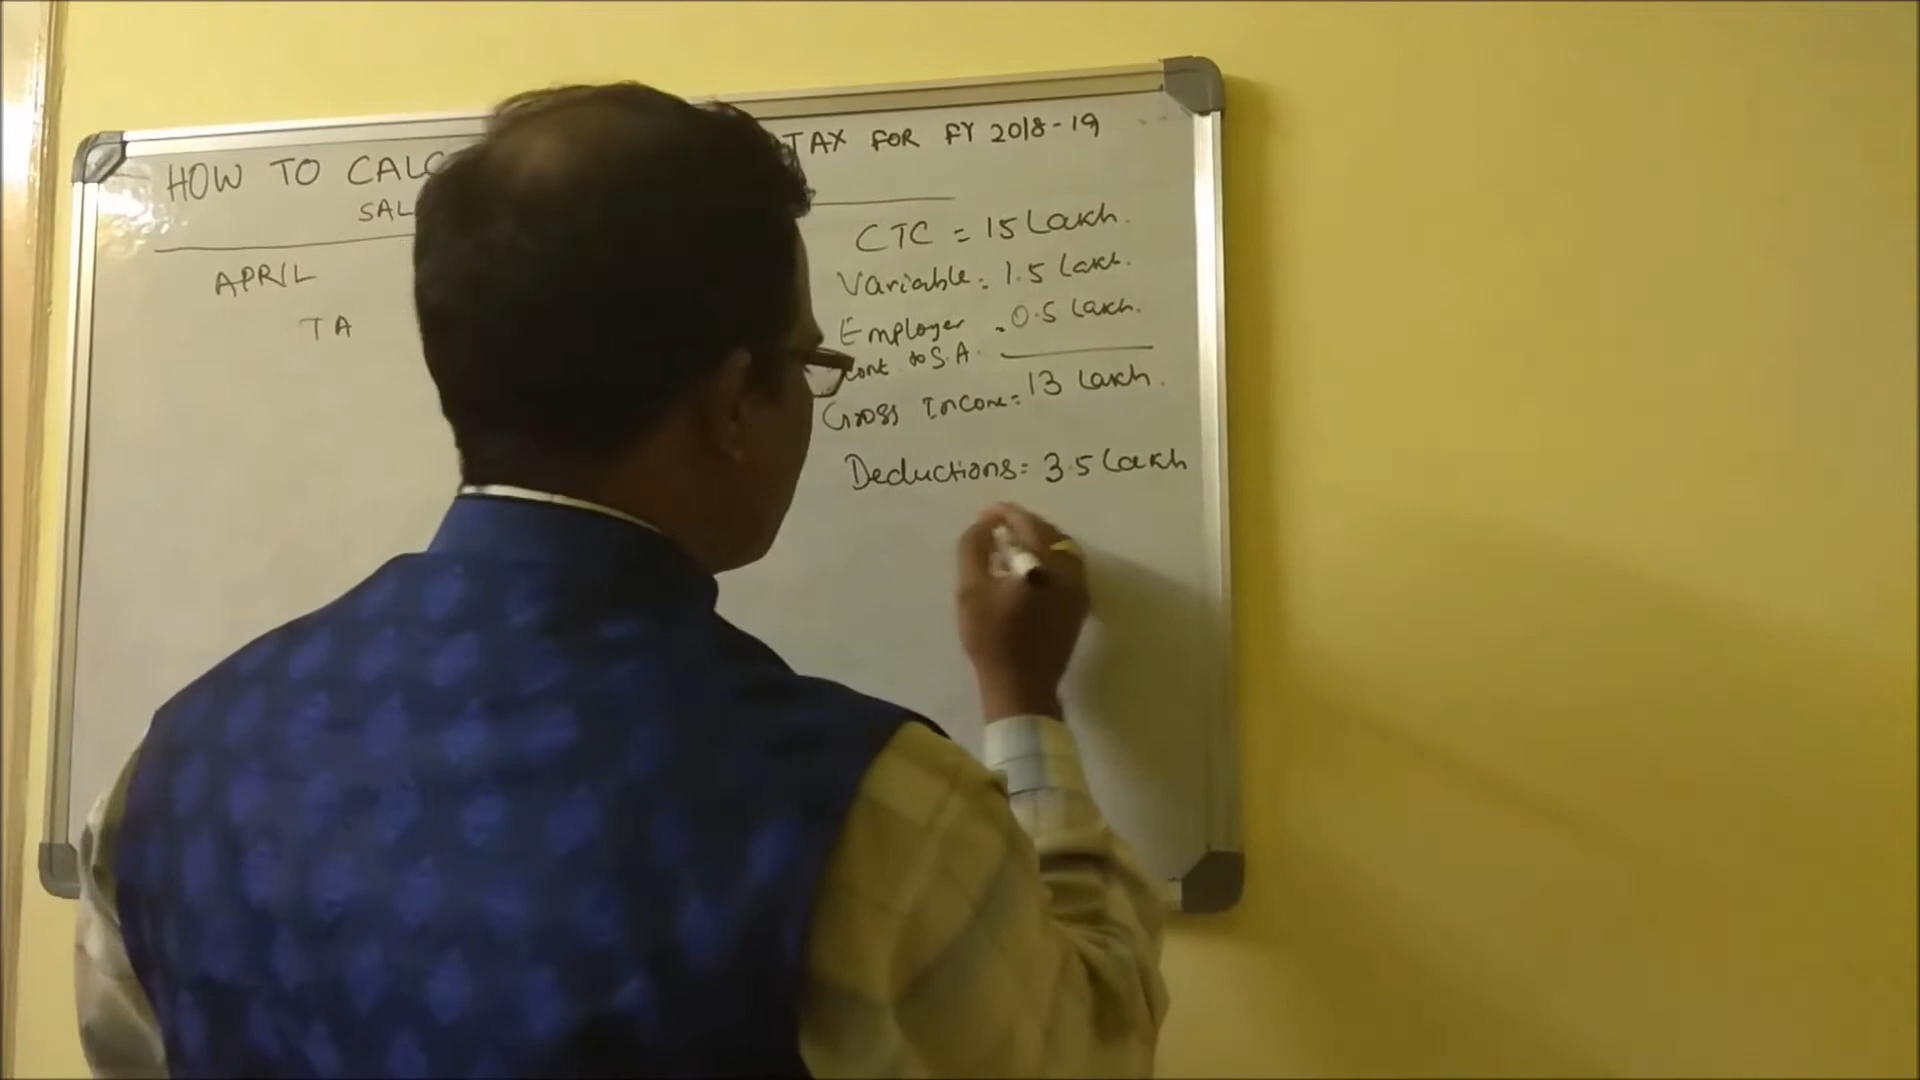 HOW TO CALC TAX FOR FY 2018-19
SAL
APRIL
TA
CTC = 15 Lakh.
Variable = 1.5 Lakh.
Employer = 0.5 Lakh.
Cont. to S.A.
Gross Income = 13 Lakh.
Deductions = 3.5 Lakh